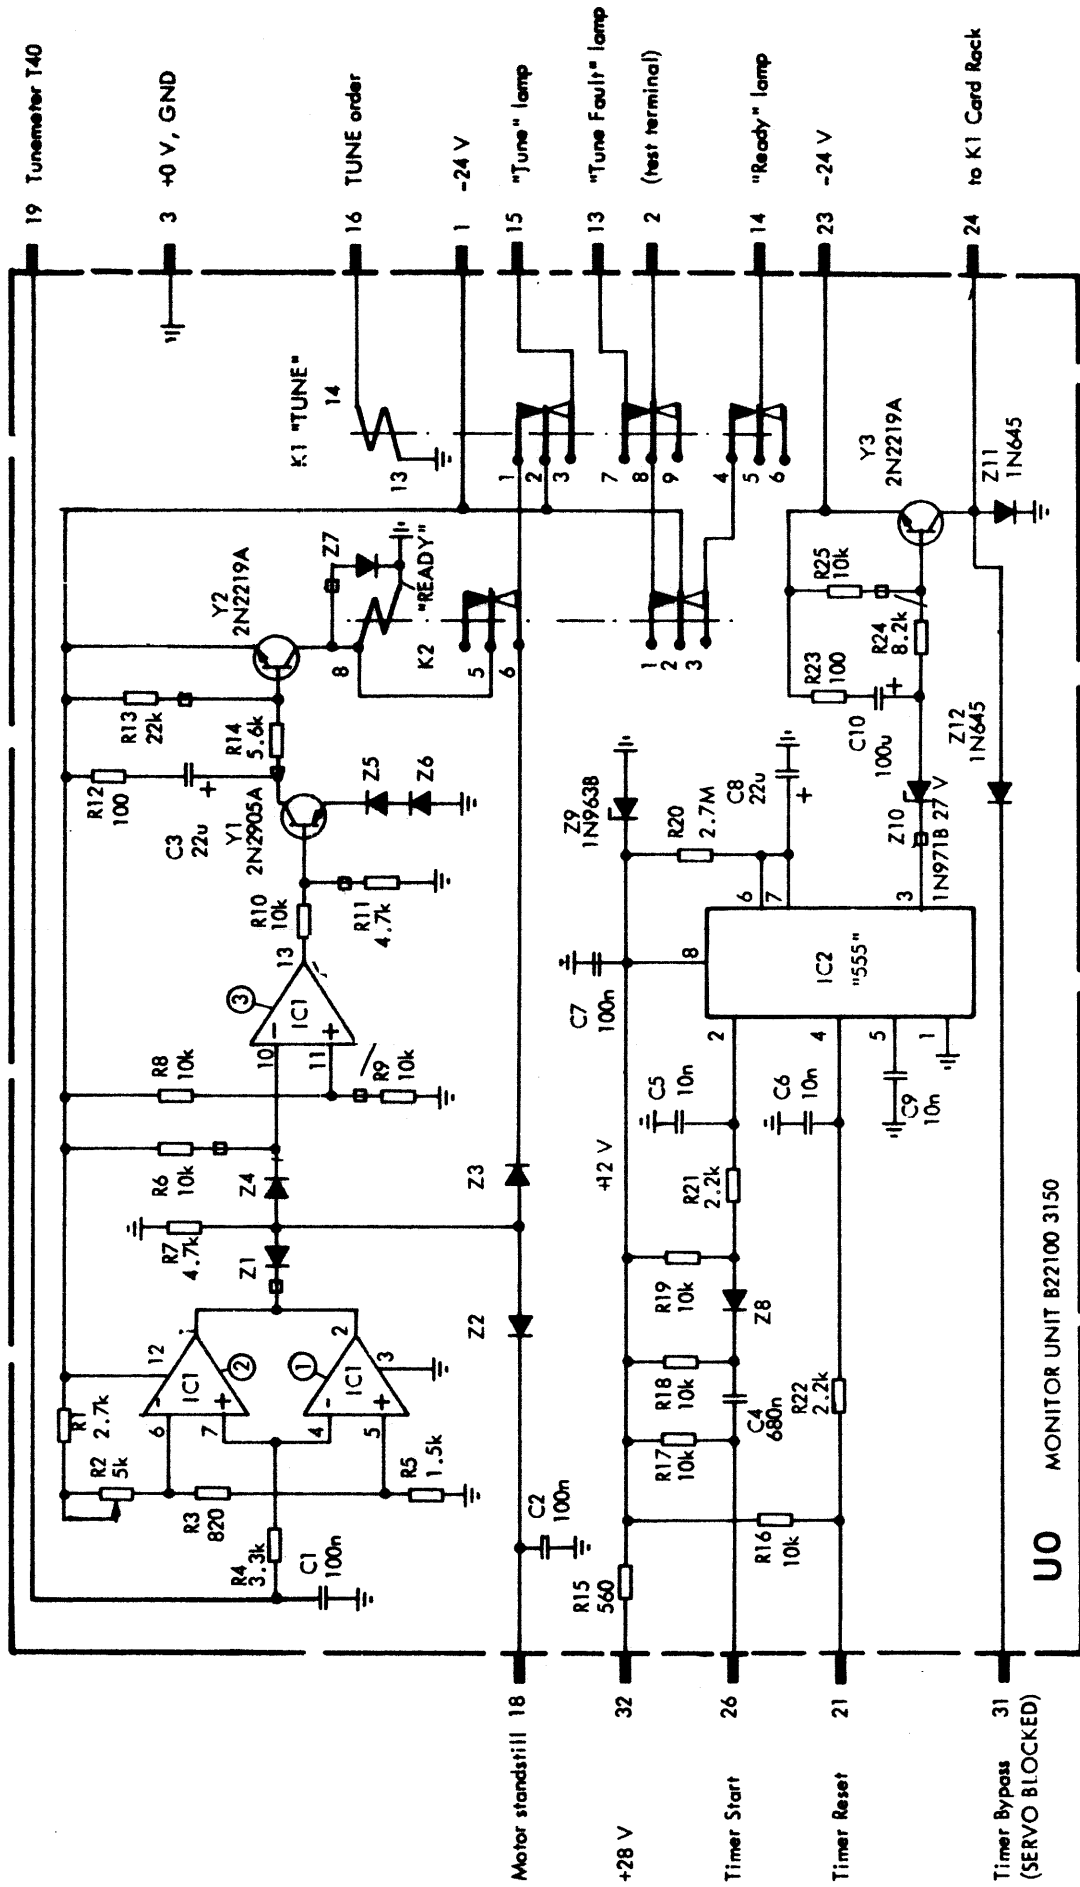 19 Tunemeter T40
3 +0 V, GND
16 TUNE order
1 -24 V
15 "Tune" lamp
13 "Tune Fault" lamp
2 (test terminal)
14 "Ready" lamp
23 -24 V
24 to K1 Card Rack
K1 "TUNE"
14
13
1
2
3
7
8
9
4
5
6
Y3
2N2219A
Z11
1N645
Y2
2N2219A
Z7
"READY"
8
K2
5
6
1
2
3
R25
10k
R24
8.2k
R23
100
C10
100u
+
Z12
1N645
R13
22k
R14
5.6k
R12
100
C3
22u
+
Y1
2N2905A
Z5
Z6
Z9
1N963B
R20
2.7M
C8
22u
+
Z10
1N971B 27 V
R10
10k
R11
4.7k
13
3
IC1
-
+
10
11
C7
100n
8
6
7
3
IC2
"555"
2
4
5
1
R8
10k
R9
10k
R6
10k
Z4
R7
4.7k
Z1
Z3
Z2
+12 V
C5
10n
C6
10n
C9
10n
R21
2.2k
R19
10k
Z8
R18
10k
C4
680n
R22
2.2k
R17
10k
R16
10k
R15
560
12
IC1
2
-
+
6
7
2
IC1
1
3
-
+
4
5
R1
2.7k
R2
5k
R3
820
R5
1.5k
R4
3.3k
C1
100n
C2
100n
UO MONITOR UNIT B22100 3150
Motor standstill 18
+28 V 32
Timer Start 26
Timer Reset 21
Timer Bypass 31
(SERVO BLOCKED)